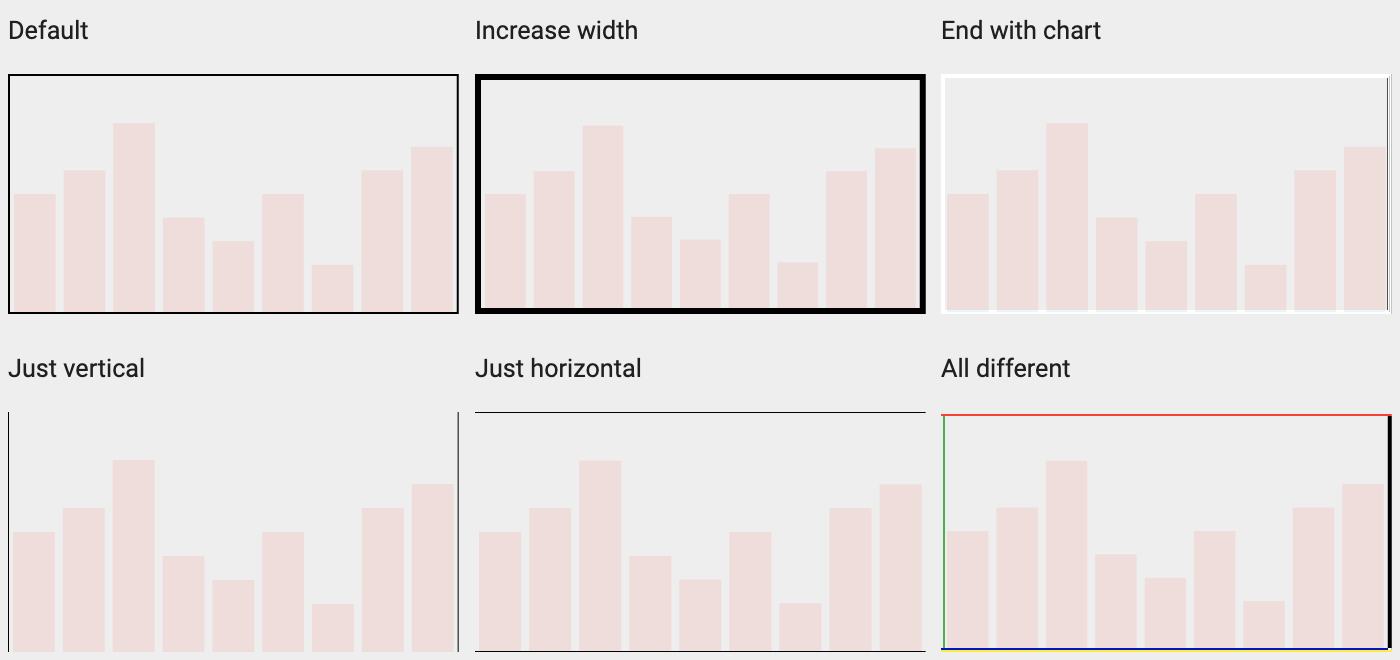 Default
Increase width
End with chart
Just vertical
Just horizontal
All different